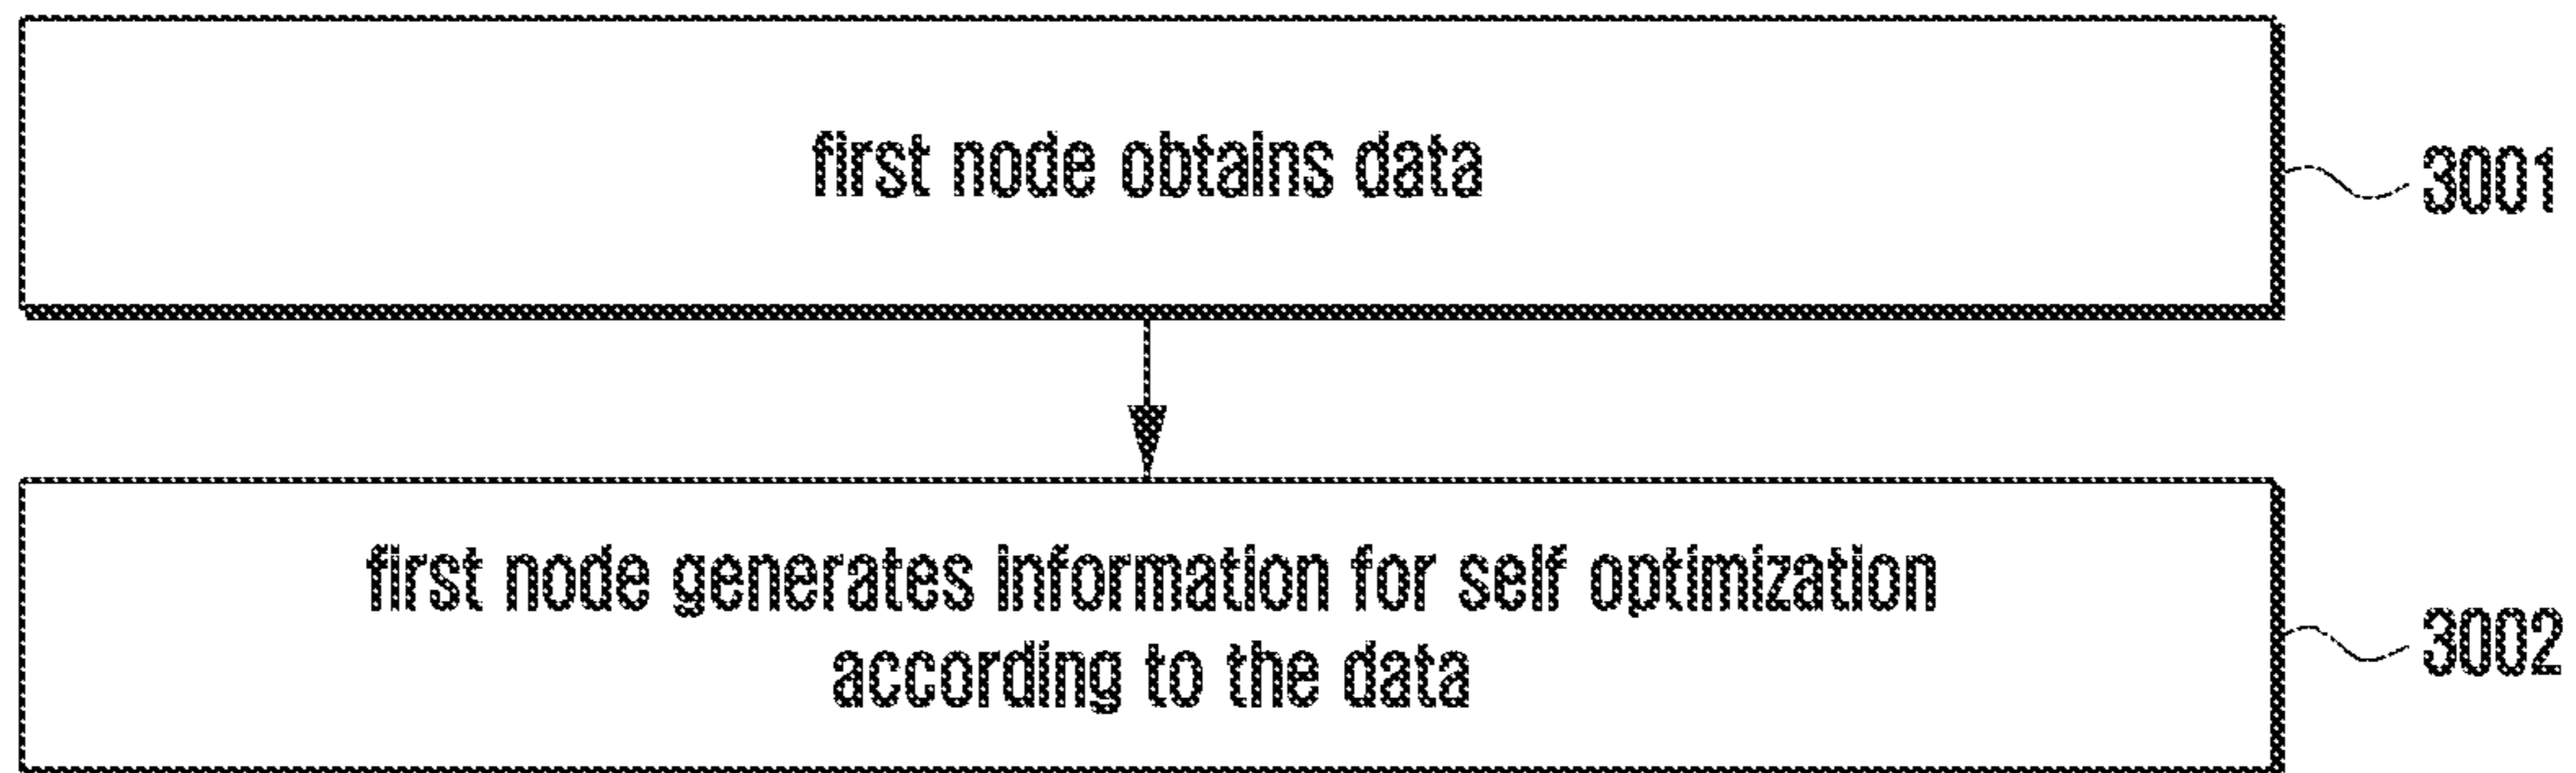 first node obtains data
3001
first node generates information for self optimization
according to the data
3002